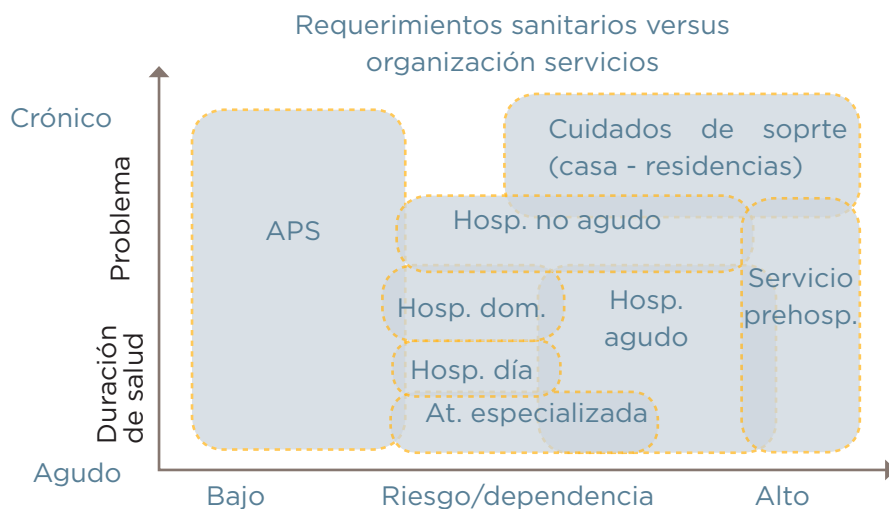 Requerimientos sanitarios versus
organización servicios
Crónico
Cuidados de soprte
(casa - residencias)
Problema
APS
Hosp. no agudo
Servicio
prehosp.
Hosp. dom.
Hosp.
agudo
Duración
de salud
Hosp. día
At. especializada
Agudo
Bajo
Riesgo/dependencia
Alto